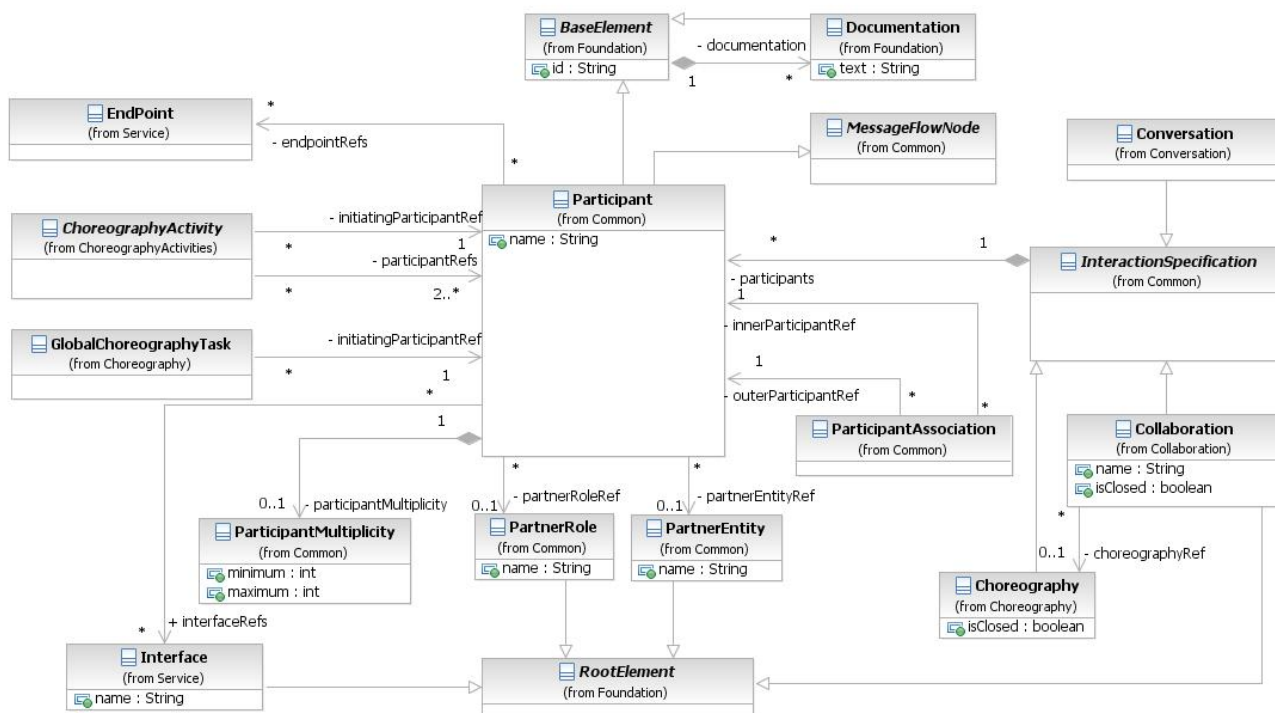 BaseElement
(from Foundation)
id : String
- documentation
1
*
Documentation
(from Foundation)
text : String
EndPoint
(from Service)
*
- endpointRefs
*
MessageFlowNode
(from Common)
Conversation
(from Conversation)
Participant
(from Common)
name : String
ChoreographyActivity
(from ChoreographyActivities)
- initiatingParticipantRef
*
1
- participantRefs
*
2..*
*
1
- participants
InteractionSpecification
(from Common)
1
- innerParticipantRef
*
GlobalChoreographyTask
(from Choreography)
- initiatingParticipantRef
*
1
1
- outerParticipantRef
*
ParticipantAssociation
(from Common)
Collaboration
(from Collaboration)
name : String
isClosed : boolean
*
1
0..1
- participantMultiplicity
ParticipantMultiplicity
(from Common)
minimum : int
maximum : int
*
- partnerRoleRef
0..1
PartnerRole
(from Common)
name : String
*
- partnerEntityRef
0..1
PartnerEntity
(from Common)
name : String
*
0..1
- choreographyRef
Choreography
(from Choreography)
isClosed : boolean
+ interfaceRefs
*
Interface
(from Service)
name : String
RootElement
(from Foundation)